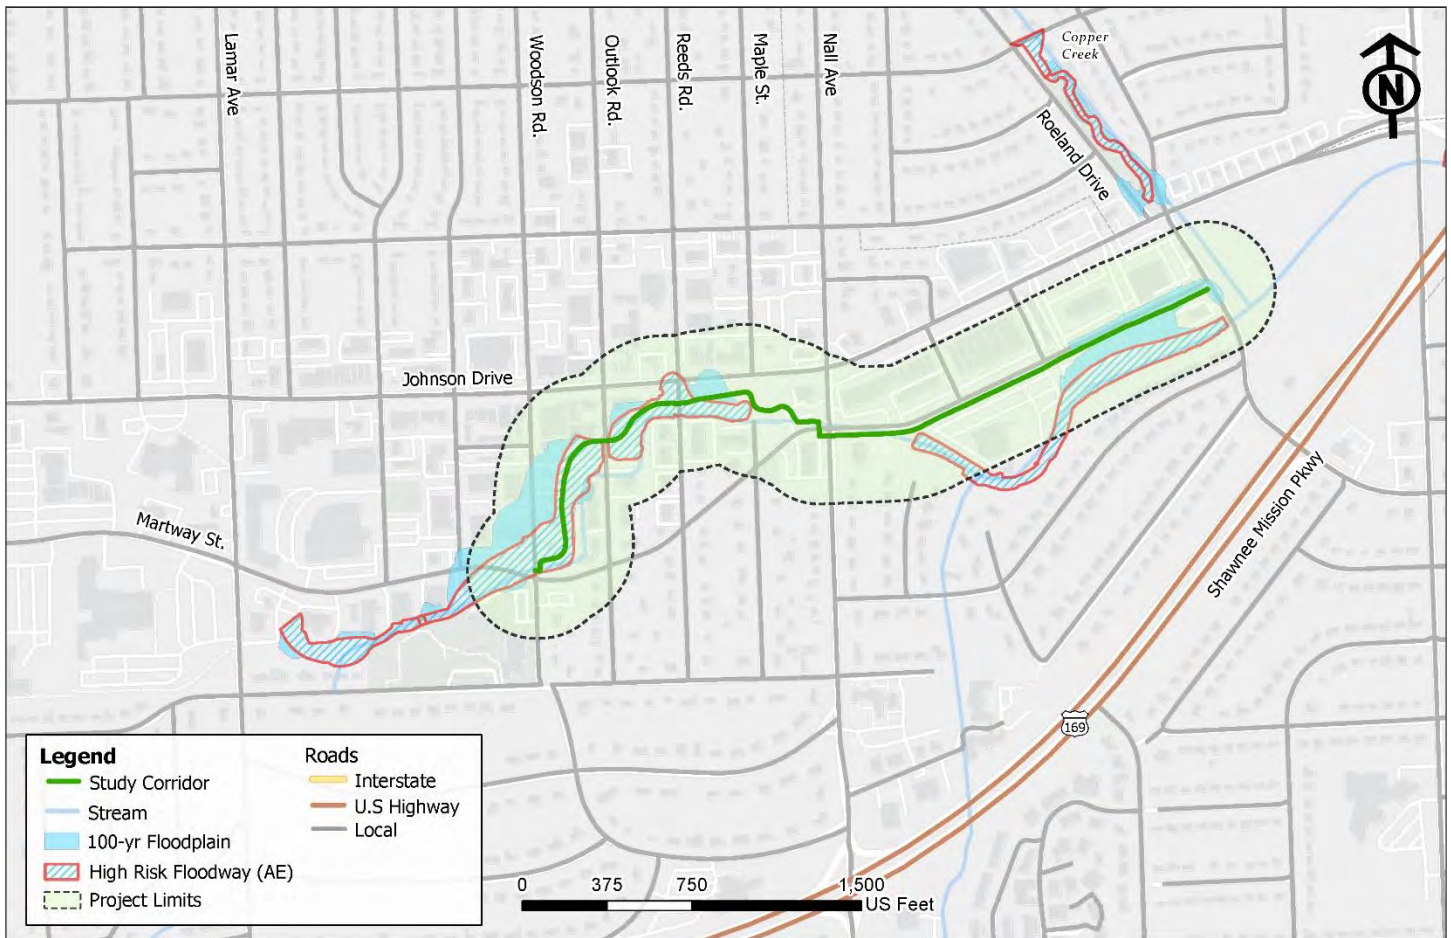 Copper
Creek
N
Lamar Ave
Woodson Rd.
Outlook Rd.
Reeds Rd.
Maple St.
Nall Ave
Roeland Drive
Johnson Drive
Martway St.
Shawnee Mission Pkwy
169
Legend
Study Corridor
Stream
100-yr Floodplain
High Risk Floodway (AE)
Project Limits
Roads
Interstate
U.S Highway
Local
0 375 750 1,500
US Feet